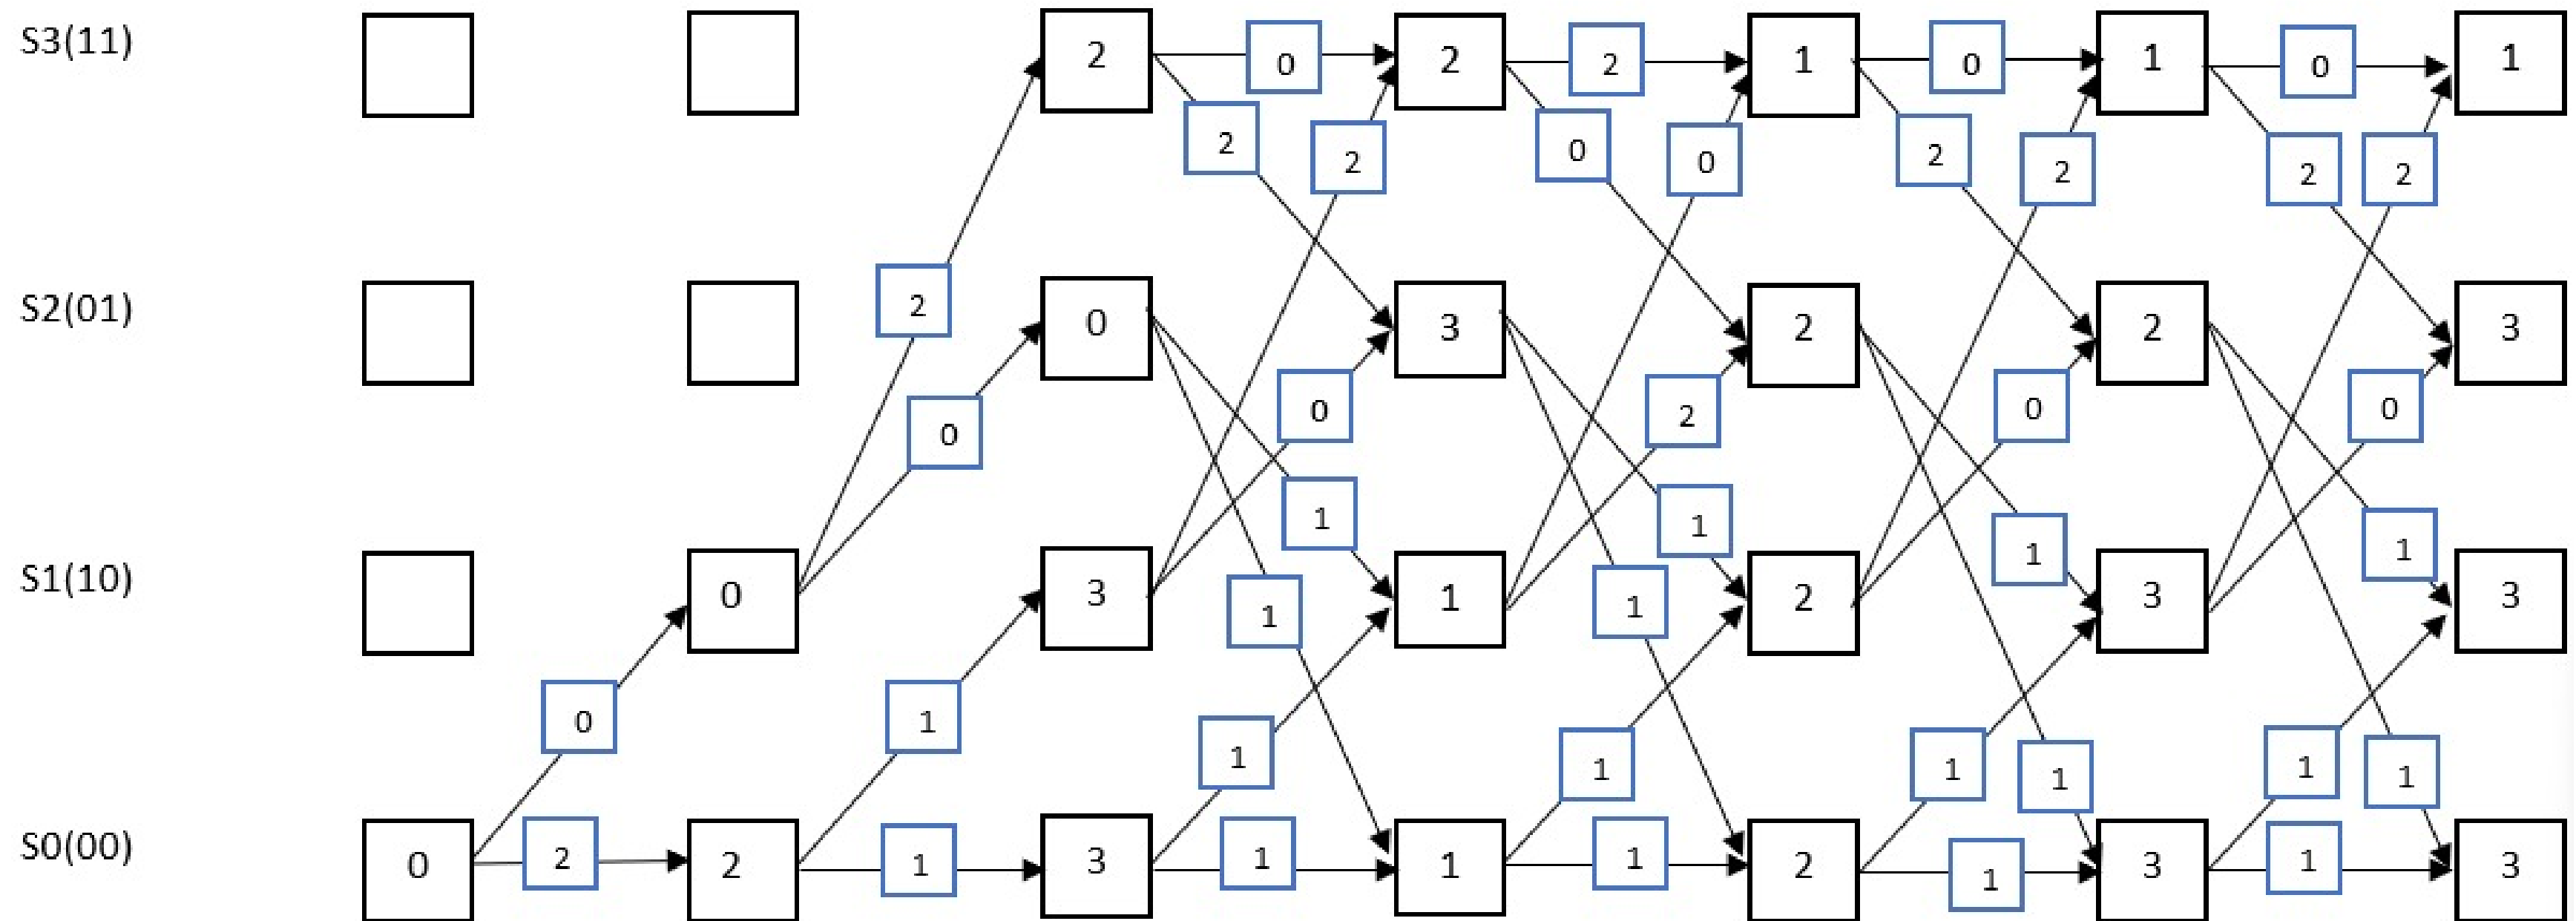 S3(11) 2 0 2 2 1 0 1 0 1
2 2 0 0 2 2 2 2
S2(01) 2 0 3 2 2 3
0 0 2 0 0
1 1 1 1
S1(10) 0 3 1 2 3 3
1 1
0 1 1 1 1 1 1 1
S0(00) 0 2 2 1 3 1 1 1 2 1 3 1 3